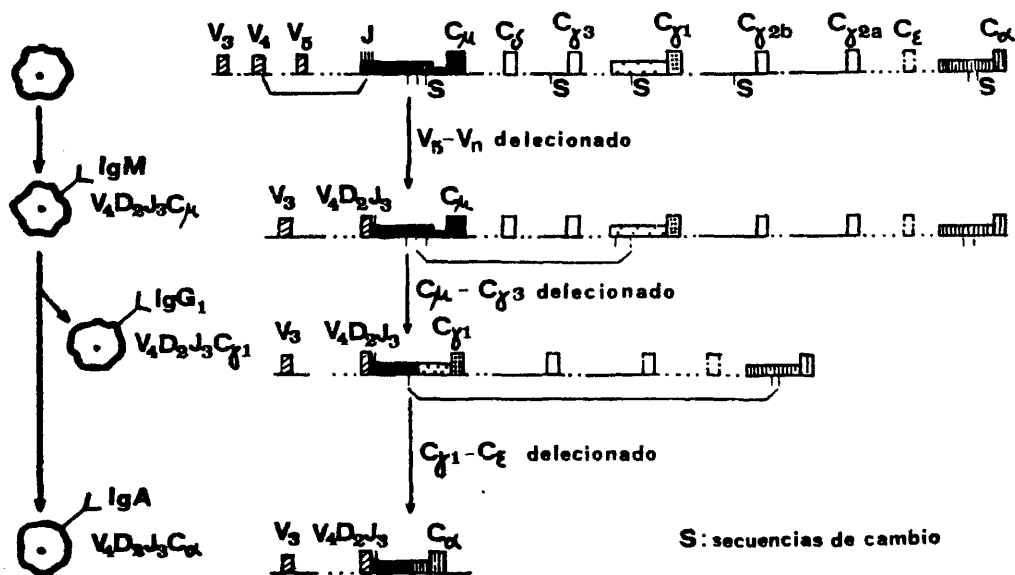 V₃ V₄ V₅ J Cμ Cδ Cγ3 Cγ1 Cγ2b Cγ2a Cε Cα
S S S S S
V₅-Vₙ delecionado
IgM
V₄D₂J₃Cμ
V₃ V₄D₂J₃ Cμ
Cμ - Cγ3 delecionado
IgG₁
V₄D₂J₃Cγ1
V₃ V₄D₂J₃ Cγ1
Cγ1-Cε delecionado
IgA
V₄D₂J₃Cα
V₃ V₄D₂J₃ Cα
S: secuencias de cambio